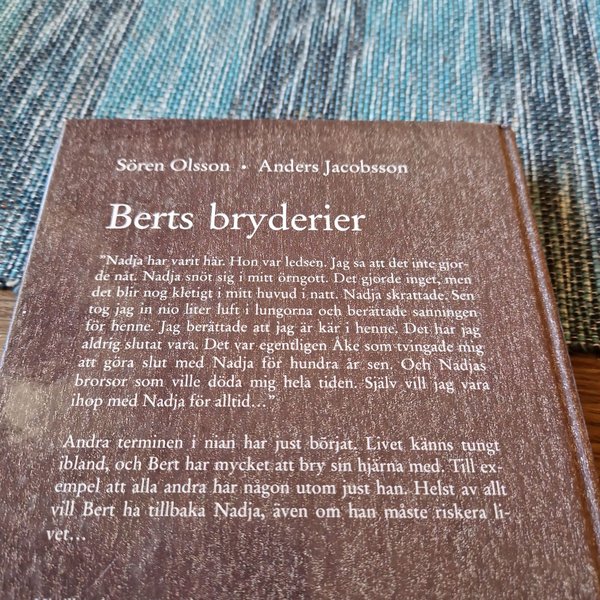 Sören Olsson • Anders Jacobsson
Berts bryderier
"Nadja har varit här. Hon var ledsen. Jag sa att det inte gjor-
de nåt. Nadja snöt sig i mitt örngott. Det gjorde inget, men
det blir nog kletigt i mitt huvud i natt. Nadja skrattade. Sen
tog jag in nio liter luft i lungorna och berättade sanningen
för henne. Jag berättade att jag är kär i henne. Det har jag
aldrig slutat vara. Det var egentligen Åke som tvingade mig
att göra slut med Nadja för hundra år sen. Och Nadjas
brorsor som ville döda mig hela tiden. Själv vill jag vara
ihop med Nadja för alltid..."
Andra terminen i nian har just börjat. Livet känns tungt
ibland, och Bert har mycket att bry sin hjärna med. Till ex-
empel att alla andra har någon utom just han. Helst av allt
vill Bert ha tillbaka Nadja, även om han måste riskera li-
vet...